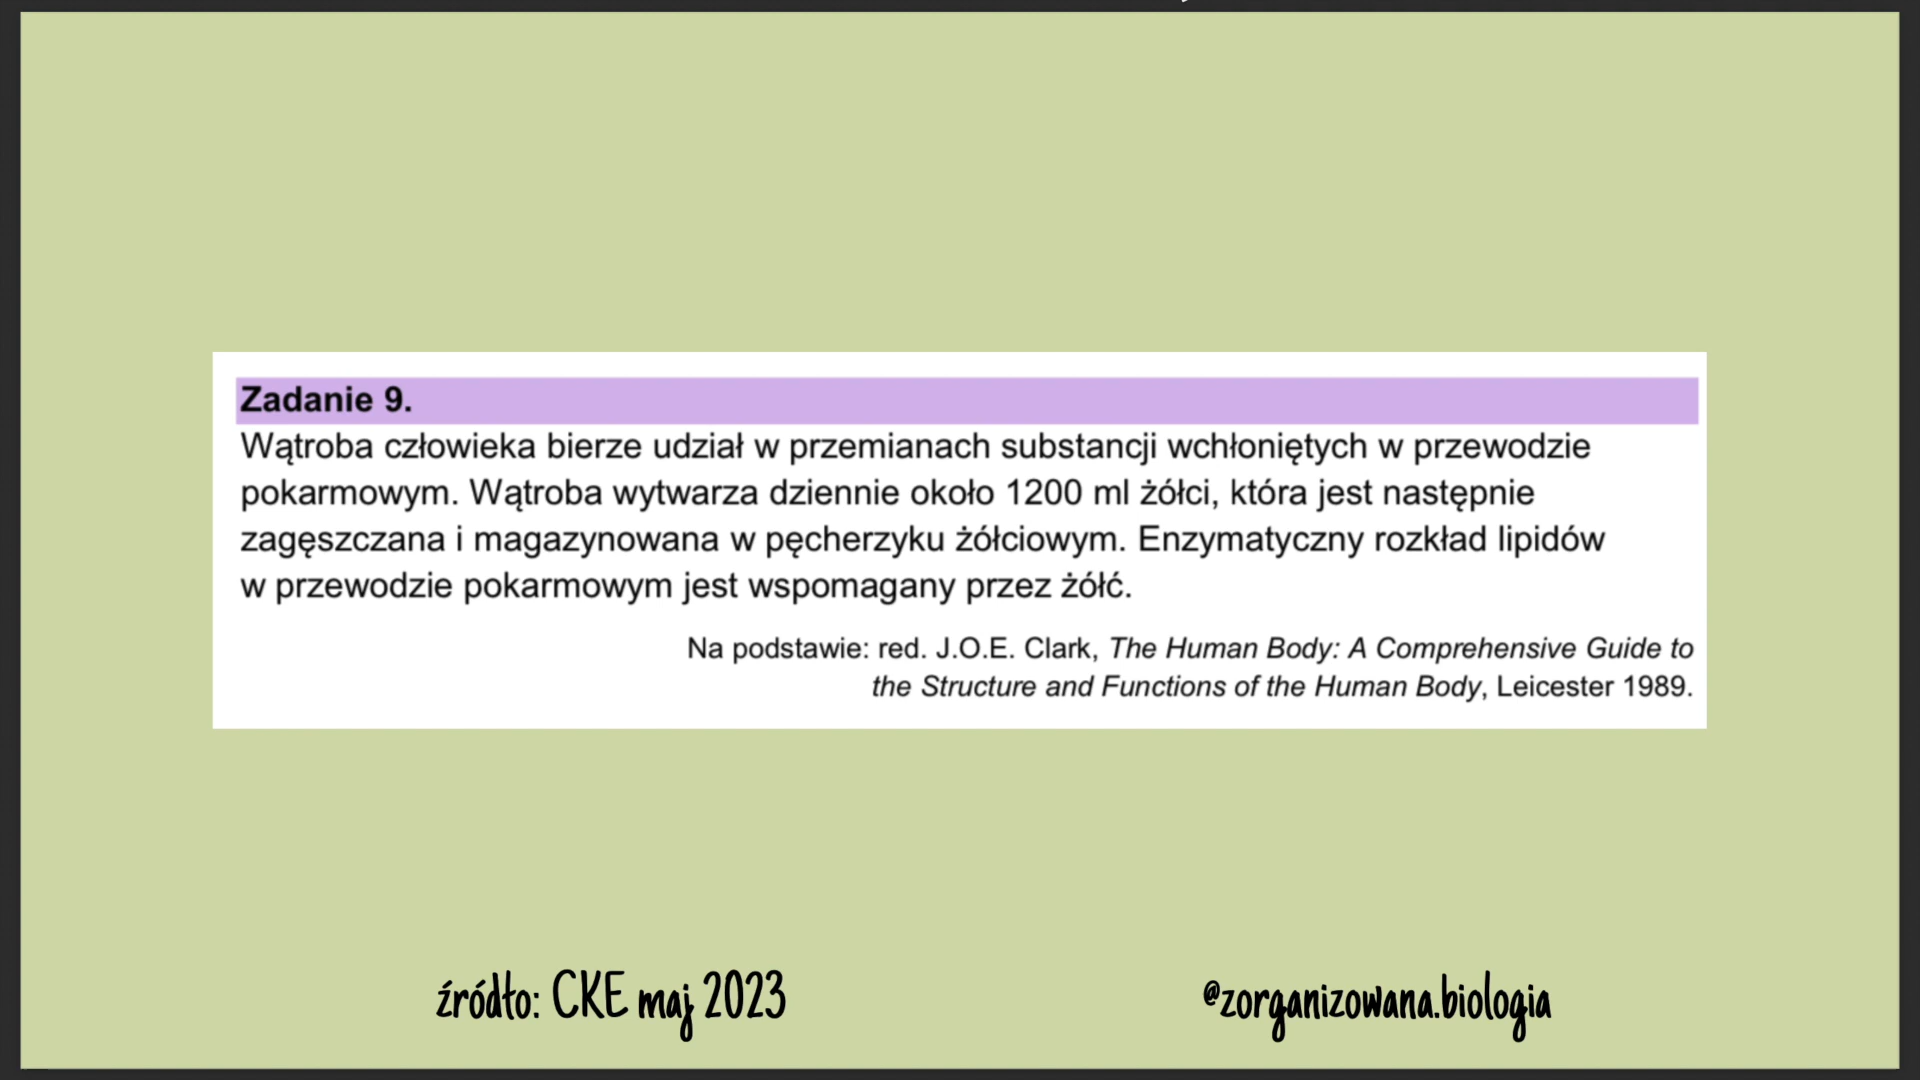 Zadanie 9.
Wątroba człowieka bierze udział w przemianach substancji wchłoniętych w przewodzie
pokarmowym. Wątroba wytwarza dziennie około 1200 ml żółci, która jest następnie
zagęszczana i magazynowana w pęcherzyku żółciowym. Enzymatyczny rozkład lipidów
w przewodzie pokarmowym jest wspomagany przez żółć.
Na podstawie: red. J.O.E. Clark, The Human Body: A Comprehensive Guide to
the Structure and Functions of the Human Body, Leicester 1989.
źródło: CKE maj 2023
@zorganizowana.biologia